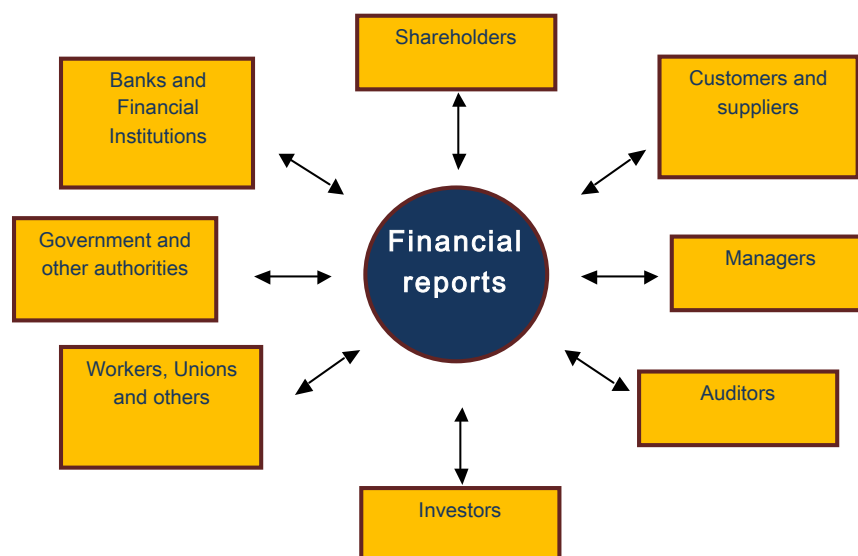 Shareholders
Banks and
Financial
Institutions
Customers and
suppliers
Financial
reports
Government and
other authorities
Managers
Workers, Unions
and others
Auditors
Investors